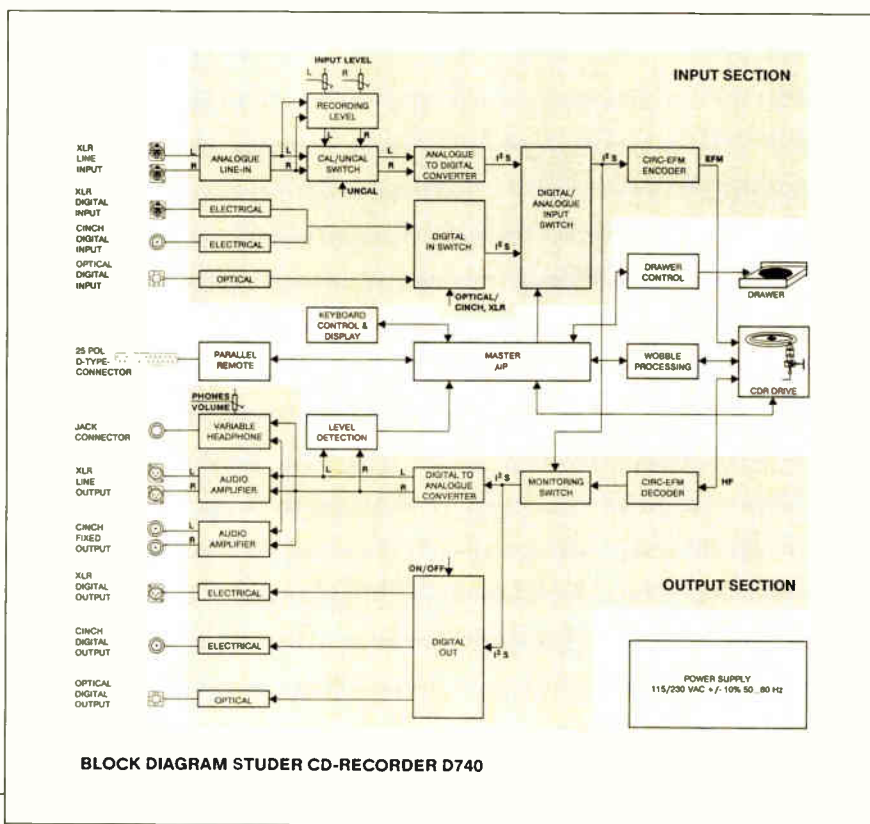 INPUT LEVEL
L
R
INPUT SECTION
RECORDING
LEVEL
L
R
XLR
LINE
INPUT
L
R
ANALOGUE
LINE-IN
CAL/UNCAL
SWITCH
L
R
ANALOGUE
TO DIGITAL
CONVERTER
I²S
DIGITAL/
ANALOGUE
INPUT
SWITCH
I²S
CIRC-EFM
ENCODER
EFM
UNCAL
XLR
DIGITAL
INPUT
ELECTRICAL
CINCH
DIGITAL
INPUT
ELECTRICAL
DIGITAL
IN SWITCH
I²S
OPTICAL
DIGITAL
INPUT
OPTICAL
OPTICAL/
CINCH, XLR
DRAWER
CONTROL
DRAWER
KEYBOARD
CONTROL &
DISPLAY
25 POL
D-TYPE-
CONNECTOR
PARALLEL
REMOTE
MASTER
µP
WOBBLE
PROCESSING
CDR DRIVE
PHONES
VOLUME
JACK
CONNECTOR
VARIABLE
HEADPHONE
LEVEL
DETECTION
XLR
LINE
OUTPUT
L
R
AUDIO
AMPLIFIER
L
R
L
R
DIGITAL TO
ANALOGUE
CONVERTER
I²S
MONITORING
SWITCH
CIRC-EFM
DECODER
HF
CINCH
FIXED
OUTPUT
L
R
AUDIO
AMPLIFIER
ON/OFF
OUTPUT SECTION
XLR
DIGITAL
OUTPUT
ELECTRICAL
CINCH
DIGITAL
OUTPUT
ELECTRICAL
DIGITAL
OUT
I²S
OPTICAL
DIGITAL
OUTPUT
OPTICAL
POWER SUPPLY
115/230 VAC +/- 10% 50...60 Hz
BLOCK DIAGRAM STUDER CD-RECORDER D740